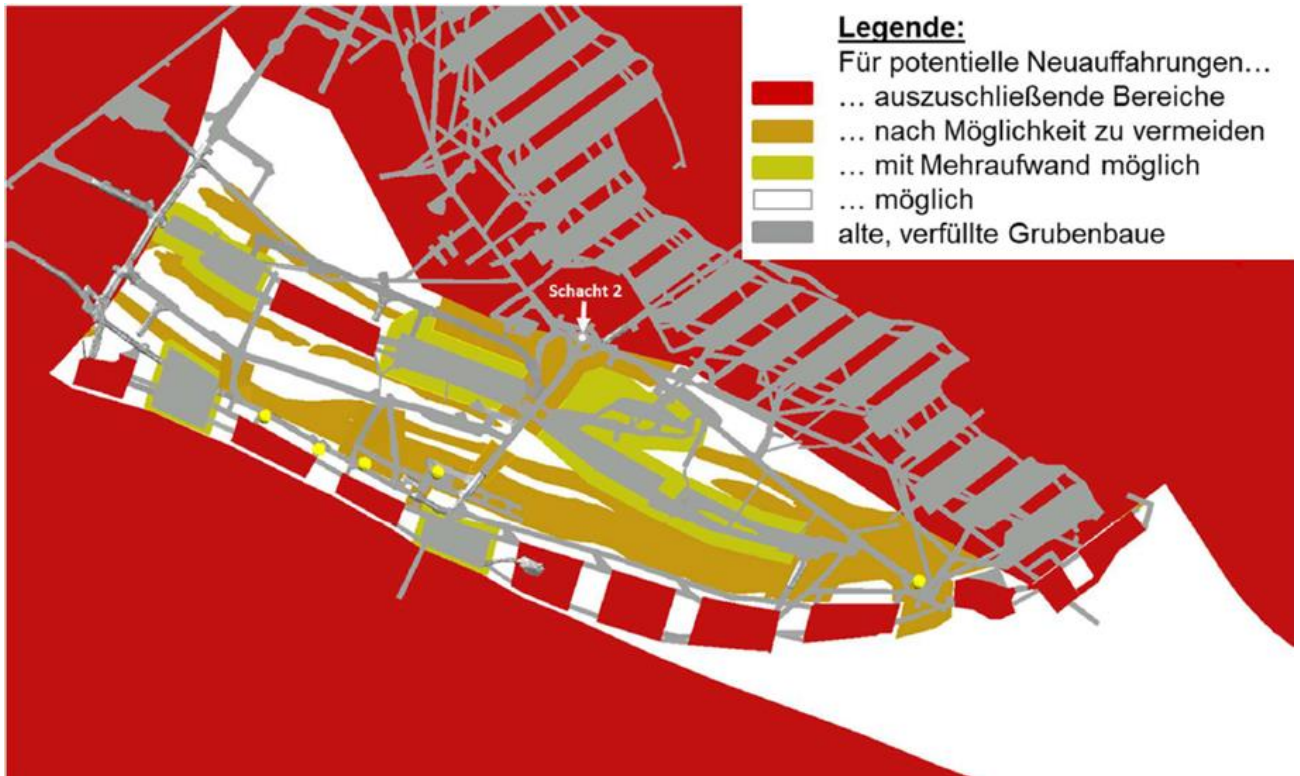 Legende:
Für potentielle Neuauffahrungen...
... auszuschließende Bereiche
... nach Möglichkeit zu vermeiden
... mit Mehraufwand möglich
... möglich
alte, verfüllte Grubenbaue
Schacht 2